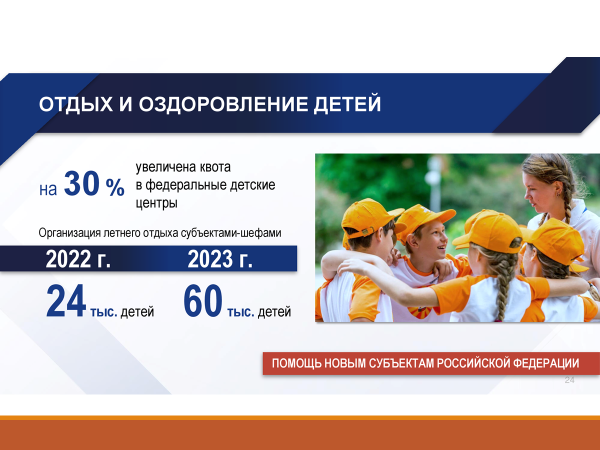 ОТДЫХ И ОЗДОРОВЛЕНИЕ ДЕТЕЙ
на 30 %
увеличена квота
в федеральные детские
центры
Организация летнего отдыха субъектами-шефами
2022 г. 2023 г.
24 тыс. детей 60 тыс. детей
ПОМОЩЬ НОВЫМ СУБЪЕКТАМ РОССИЙСКОЙ ФЕДЕРАЦИИ
24